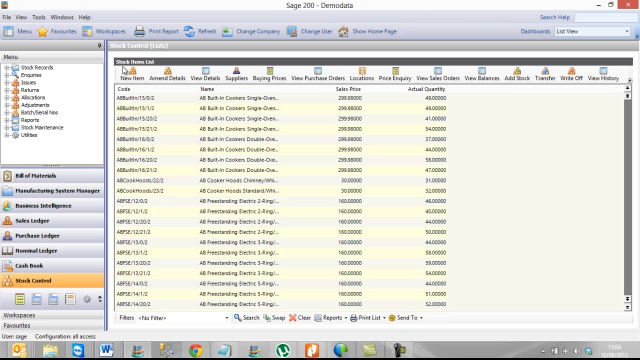 Sage 200 - Demodata
File View Tools Windows Help
Search Help
Menu Favourites Workspaces Print Report Refresh Change Company Change User Show Home Page Dashboards List View
Menu
Stock Records
Enquiries
Issues
Returns
Allocations
Adjustments
Batch/Serial Nos
Reports
Stock Maintenance
Utilities
Bill of Materials
Manufacturing System Manager
Business Intelligence
Sales Ledger
Purchase Ledger
Nominal Ledger
Cash Book
Stock Control
Workspaces
Favourites
Stock Control (Lists)
Stock Items List
New Item Amend Details View Details Suppliers Buying Prices View Purchase Orders Locations Price Enquiry View Sales Orders View Balances Add Stock Transfer Write Off View History
Code Name Sales Price Actual Quantity
ABBuiltIn/15/0/2 AB Built-In Cookers Single-Oven... 299.98000 49.00000
ABBuiltIn/15/1/2 AB Built-In Cookers Single-Oven... 299.98000 49.00000
ABBuiltIn/15/20/2 AB Built-In Cookers Single-Oven... 299.98000 41.00000
ABBuiltIn/15/21/2 AB Built-In Cookers Single-Oven... 299.98000 54.00000
ABBuiltIn/16/0/2 AB Built-In Cookers Double-Ove... 299.98000 37.00000
ABBuiltIn/16/1/2 AB Built-In Cookers Double-Ove... 299.98000 44.00000
ABBuiltIn/16/20/2 AB Built-In Cookers Double-Ove... 299.98000 58.00000
ABBuiltIn/16/21/2 AB Built-In Cookers Double-Ove... 299.98000 47.00000
ABCookHoods/22/2 AB Cooker Hoods Chimney/Whi... 30.00000 31.00000
ABCookHoods/23/2 AB Cooker Hoods Standard/Whi... 30.00000 32.00000
ABFSE/12/0/2 AB Freestanding Electric 2-Ring/... 160.00000 46.00000
ABFSE/12/1/2 AB Freestanding Electric 2-Ring/... 160.00000 40.00000
ABFSE/12/20/2 AB Freestanding Electric 2-Ring/... 160.00000 44.00000
ABFSE/12/21/2 AB Freestanding Electric 2-Ring/... 160.00000 50.00000
ABFSE/13/0/2 AB Freestanding Electric 3-Ring/... 160.00000 44.00000
ABFSE/13/1/2 AB Freestanding Electric 3-Ring/... 160.00000 58.00000
ABFSE/13/20/2 AB Freestanding Electric 3-Ring/... 160.00000 59.00000
ABFSE/13/21/2 AB Freestanding Electric 3-Ring/... 160.00000 54.00000
ABFSE/14/0/2 AB Freestanding Electric 5-Ring/... 160.00000 44.00000
ABFSE/14/1/2 AB Freestanding Electric 5-Ring/... 160.00000 51.00000
ABFSE/14/20/2 AB Freestanding Electric 5-Ring/... 160.00000 52.00000
Filters <No Filter> Search Swap Clear Reports Print List Send To
User: sage Configuration: all access